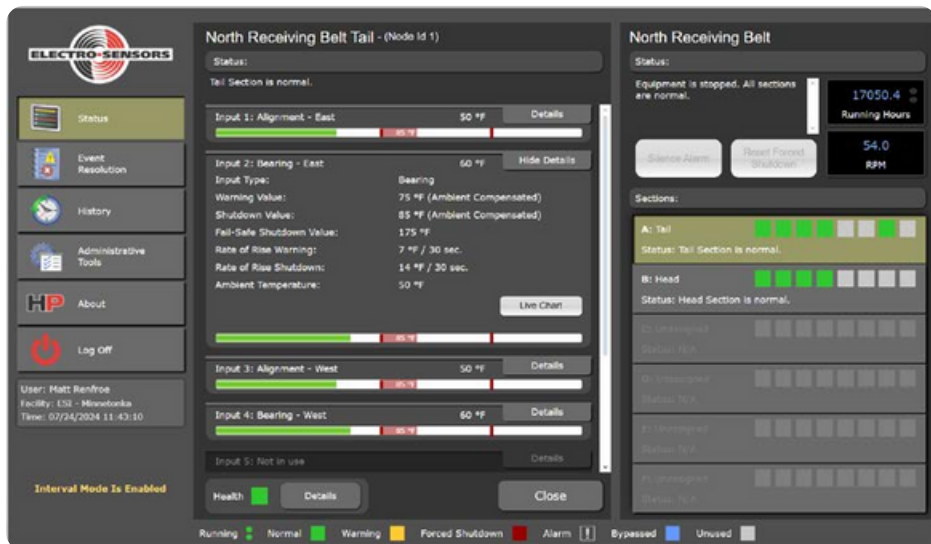 ELECTRO-SENSORS
Status
Event
Resolution
History
Administrative
Tools
HP
About
Log Off
User: Matt Renfroe
Facility: ESI - Minnetonka
Time: 07/24/2024 11:43:10
Interval Mode Is Enabled
North Receiving Belt Tail - (Node Id 1)
Status:
Tail Section is normal.
Input 1: Alignment - East 50 °F Details
85 °F
Input 2: Bearing - East 60 °F Hide Details
Input Type: Bearing
Warning Value: 75 °F (Ambient Compensated)
Shutdown Value: 85 °F (Ambient Compensated)
Fail-Safe Shutdown Value: 175 °F
Rate of Rise Warning: 7 °F / 30 sec.
Rate of Rise Shutdown: 14 °F / 30 sec.
Ambient Temperature: 50 °F
Live Chart
85 °F
Input 3: Alignment - West 50 °F Details
85 °F
Input 4: Bearing - West 60 °F Details
85 °F
Input 5: Not in use Details
Health Details Close
North Receiving Belt
Status:
Equipment is stopped. All sections
are normal.
17050.4
Running Hours
Silence Alarm
Reset Forced
Shutdown
54.0
RPM
Sections:
A: Tail
Status: Tail Section is normal.
B: Head
Status: Head Section is normal.
C: Unassigned
Status: N/A
D: Unassigned
Status: N/A
E: Unassigned
Status: N/A
F: Unassigned
Status: N/A
Running Normal Warning Forced Shutdown Alarm Bypassed Unused